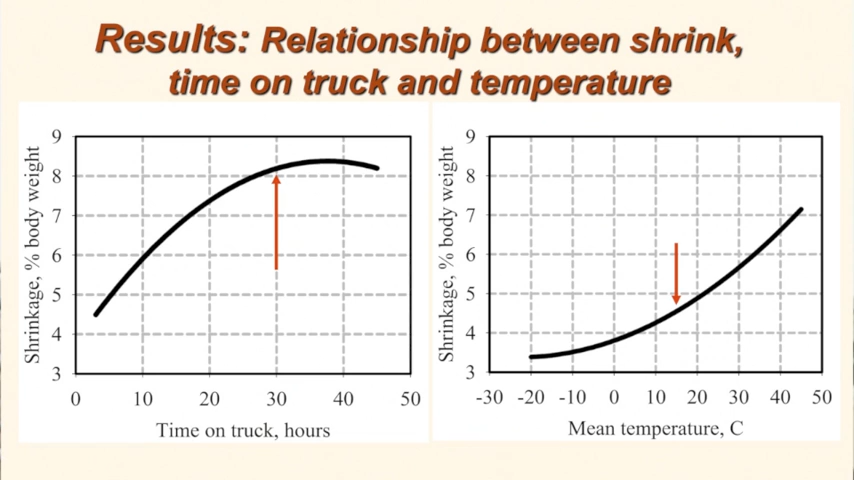 Results: Relationship between shrink,
time on truck and temperature
Shrinkage, % body weight
9
8
7
6
5
4
3
0 10 20 30 40 50
Time on truck, hours
Shrinkage, % body weight
9
8
7
6
5
4
3
-30 -20 -10 0 10 20 30 40 50
Mean temperature, C